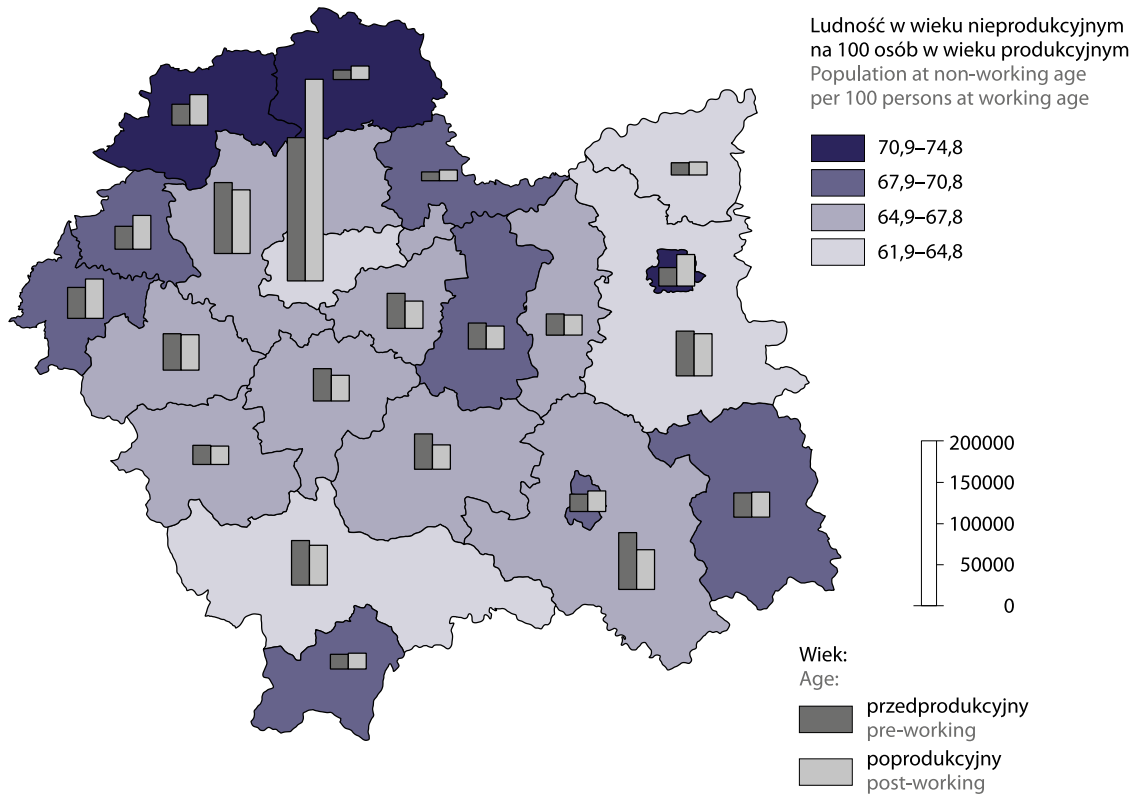 Ludność w wieku nieprodukcyjnym
na 100 osób w wieku produkcyjnym
Population at non-working age
per 100 persons at working age
70,9–74,8
67,9–70,8
64,9–67,8
61,9–64,8
200000
150000
100000
50000
0
Wiek:
Age:
przedprodukcyjny
pre-working
poprodukcyjny
post-working